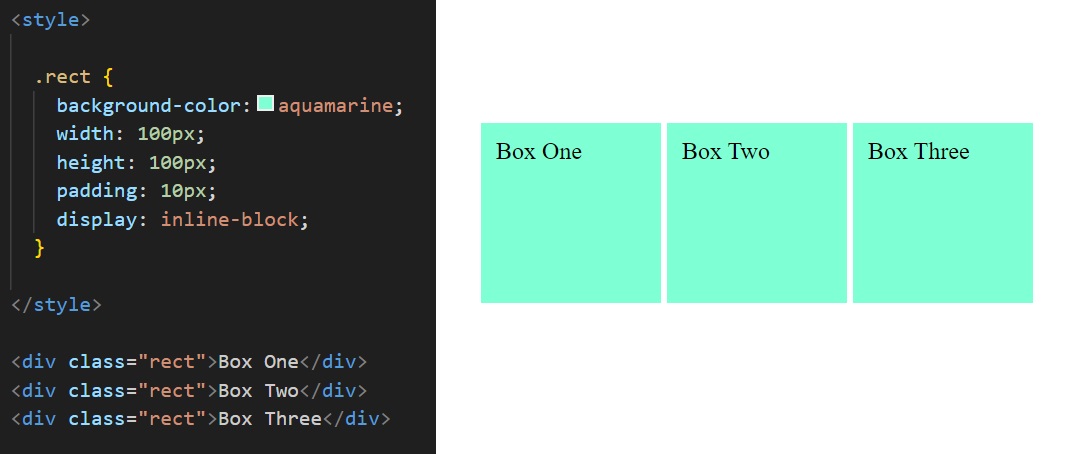 <style>
.rect {
background-color: aquamarine;
width: 100px;
height: 100px;
padding: 10px;
display: inline-block;
}
</style>
<div class="rect">Box One</div>
<div class="rect">Box Two</div>
<div class="rect">Box Three</div>
Box One
Box Two
Box Three